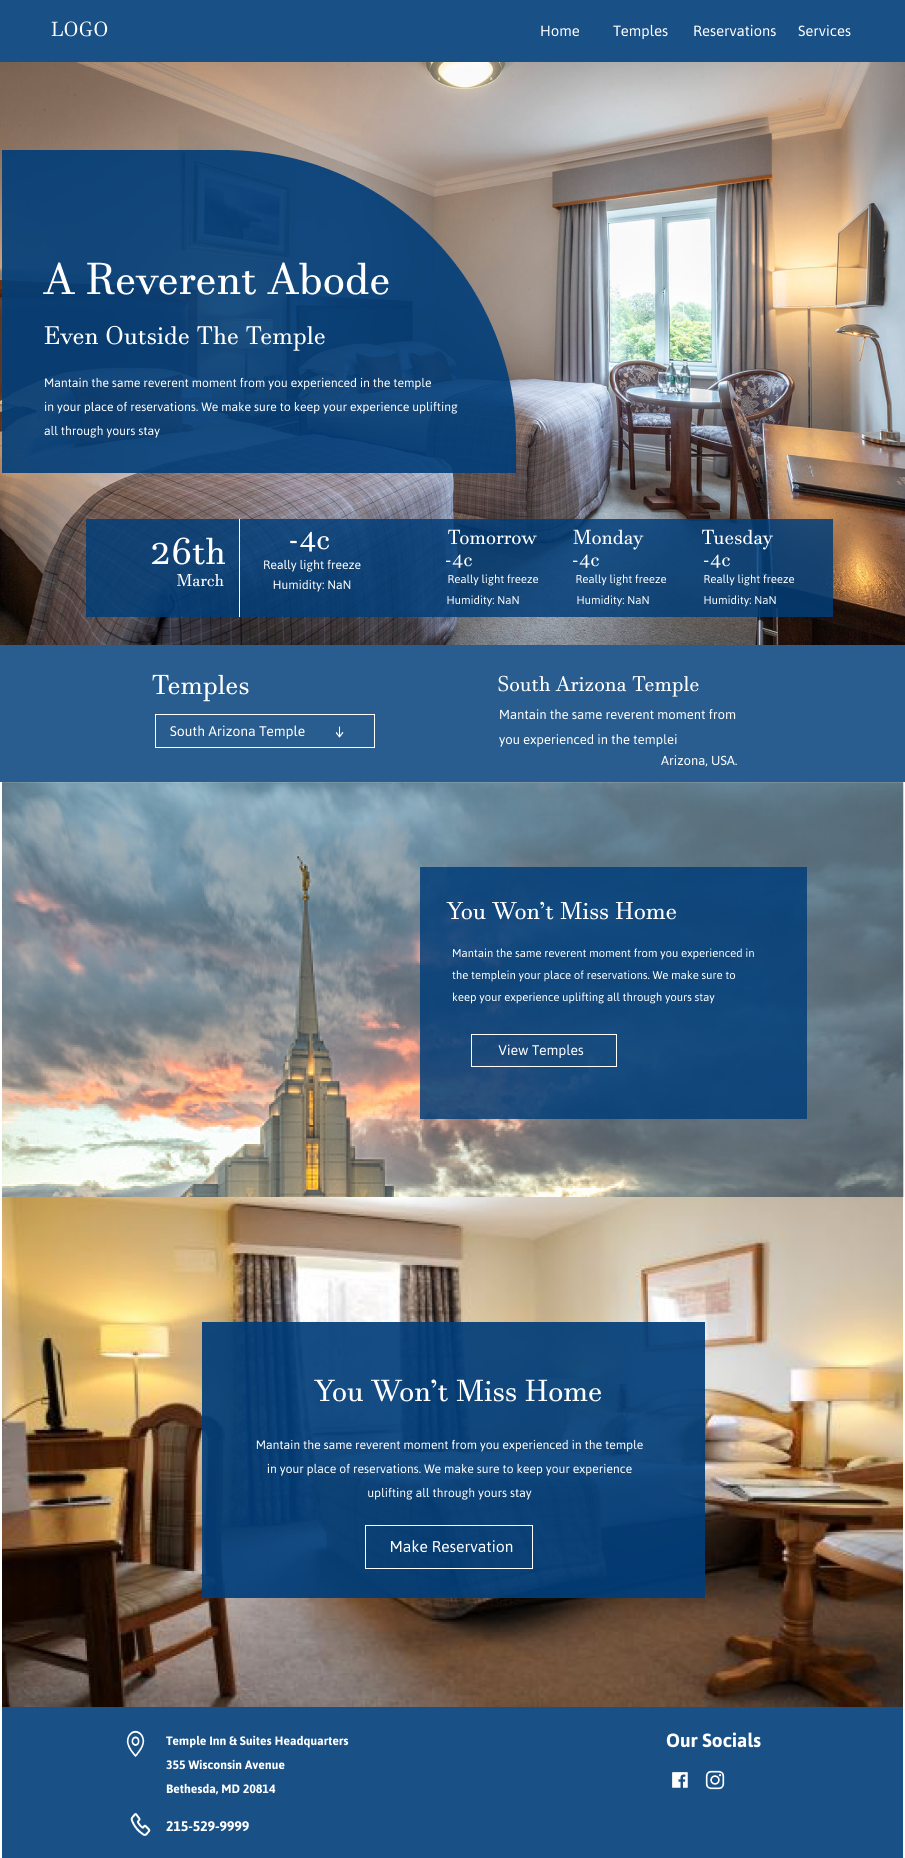 LOGO
Home Temples Reservations Services
A Reverent Abode
Even Outside The Temple
Mantain the same reverent moment from you experienced in the temple
in your place of reservations. We make sure to keep your experience uplifting
all through yours stay
26th
March
-4c
Really light freeze
Humidity: NaN
Tomorrow
-4c
Really light freeze
Humidity: NaN
Monday
-4c
Really light freeze
Humidity: NaN
Tuesday
-4c
Really light freeze
Humidity: NaN
Temples
South Arizona Temple ↓
South Arizona Temple
Mantain the same reverent moment from
you experienced in the templei
Arizona, USA.
You Won’t Miss Home
Mantain the same reverent moment from you experienced in
the templein your place of reservations. We make sure to
keep your experience uplifting all through yours stay
View Temples
You Won’t Miss Home
Mantain the same reverent moment from you experienced in the temple
in your place of reservations. We make sure to keep your experience
uplifting all through yours stay
Make Reservation
Temple Inn & Suites Headquarters
355 Wisconsin Avenue
Bethesda, MD 20814
215-529-9999
Our Socials